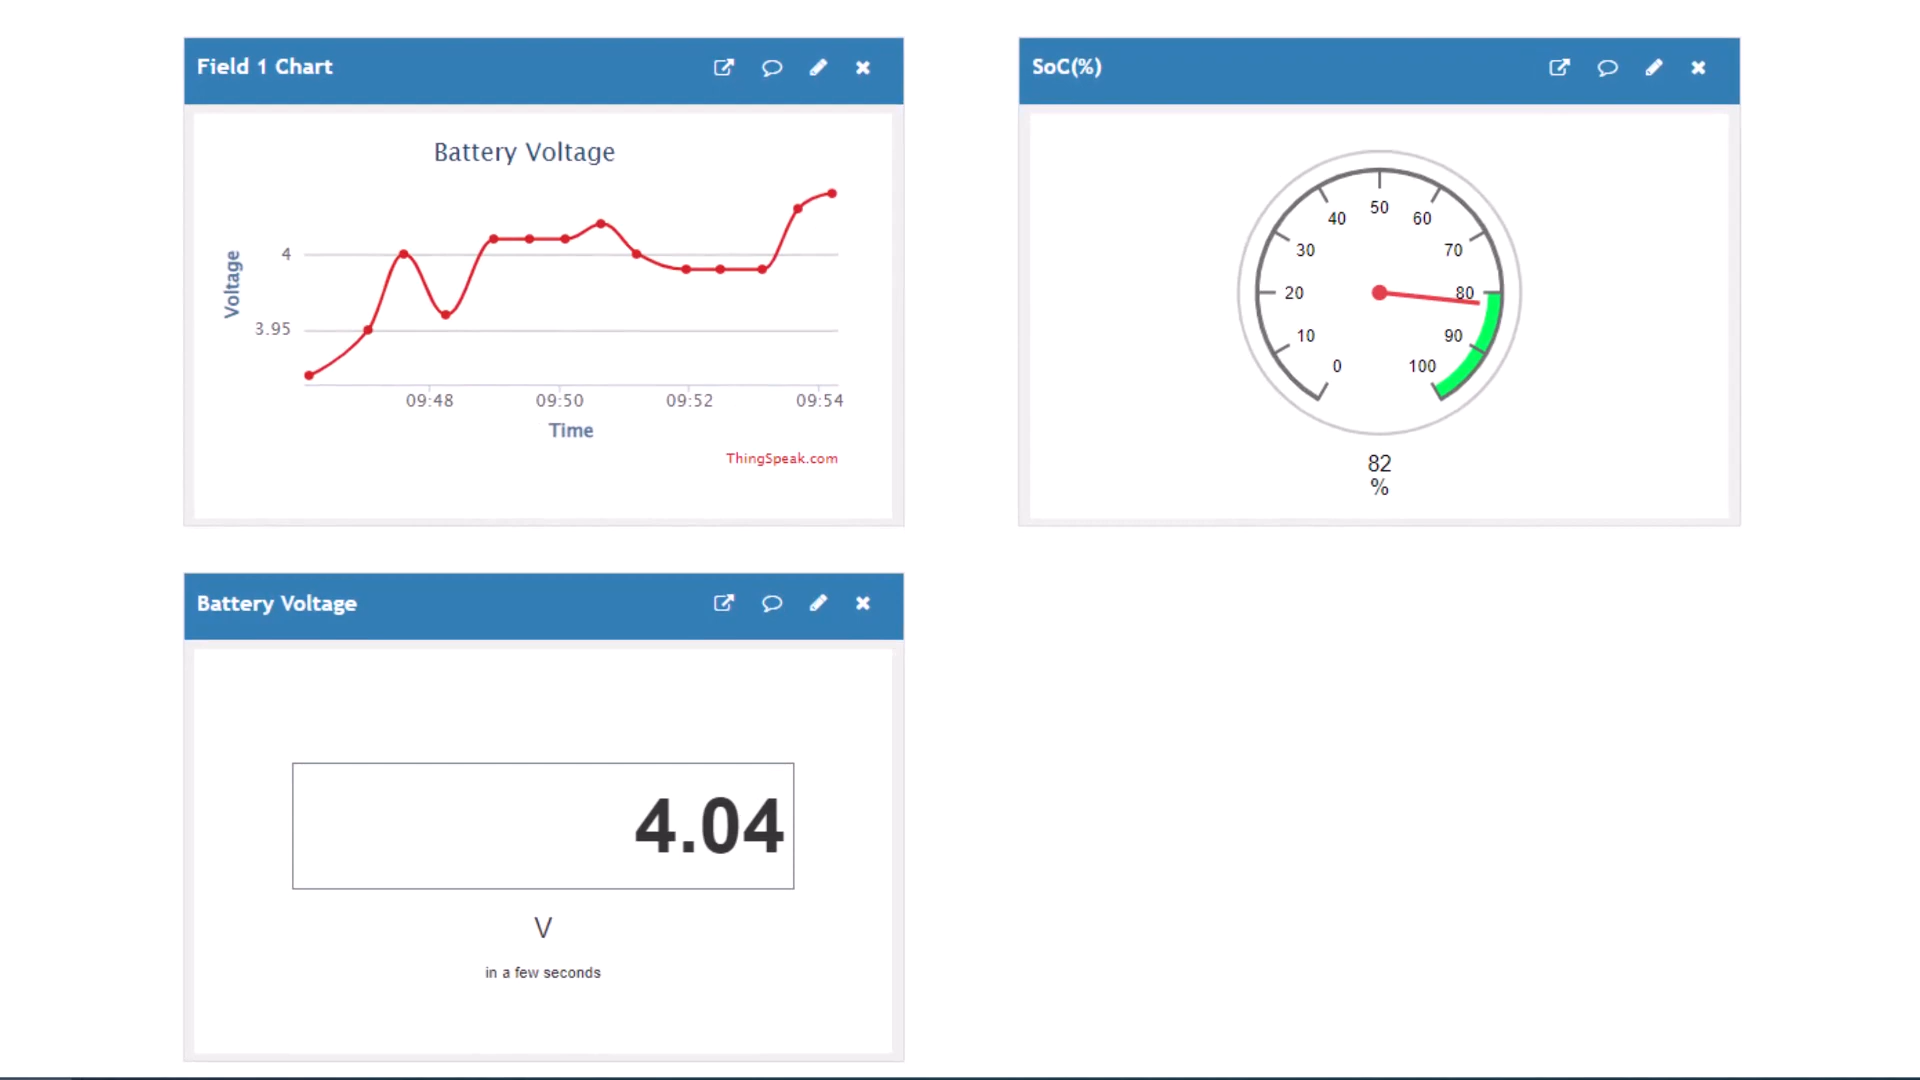 Field 1 Chart
Battery Voltage
Voltage
4
3.95
09:48 09:50 09:52 09:54
Time
ThingSpeak.com
SoC(%)
0
10
20
30
40
50
60
70
80
90
100
82
%
Battery Voltage
4.04
V
in a few seconds